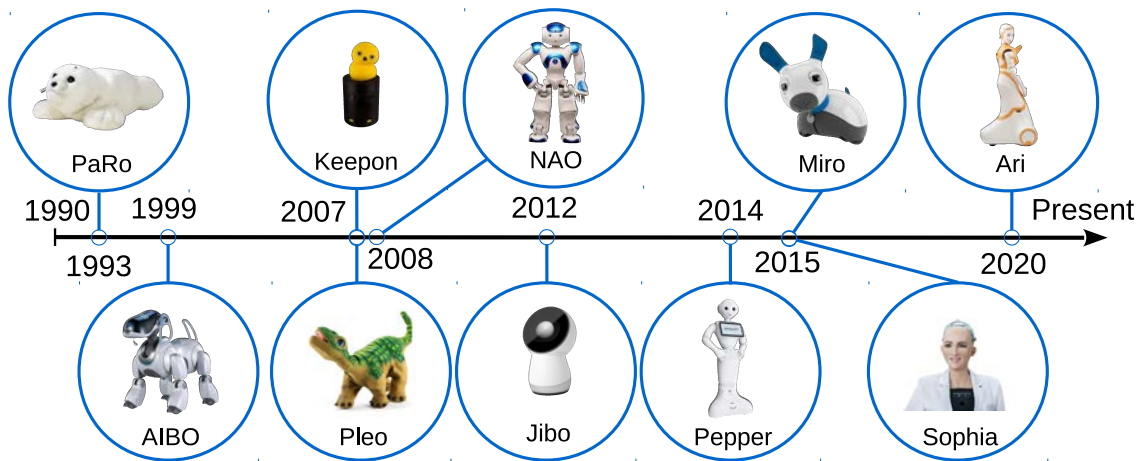 PaRo
Keepon
NAO
Miro
Ari
1990
1999
2007
2012
2014
Present
1993
2008
2015
2020
AIBO
Pleo
Jibo
Pepper
Sophia